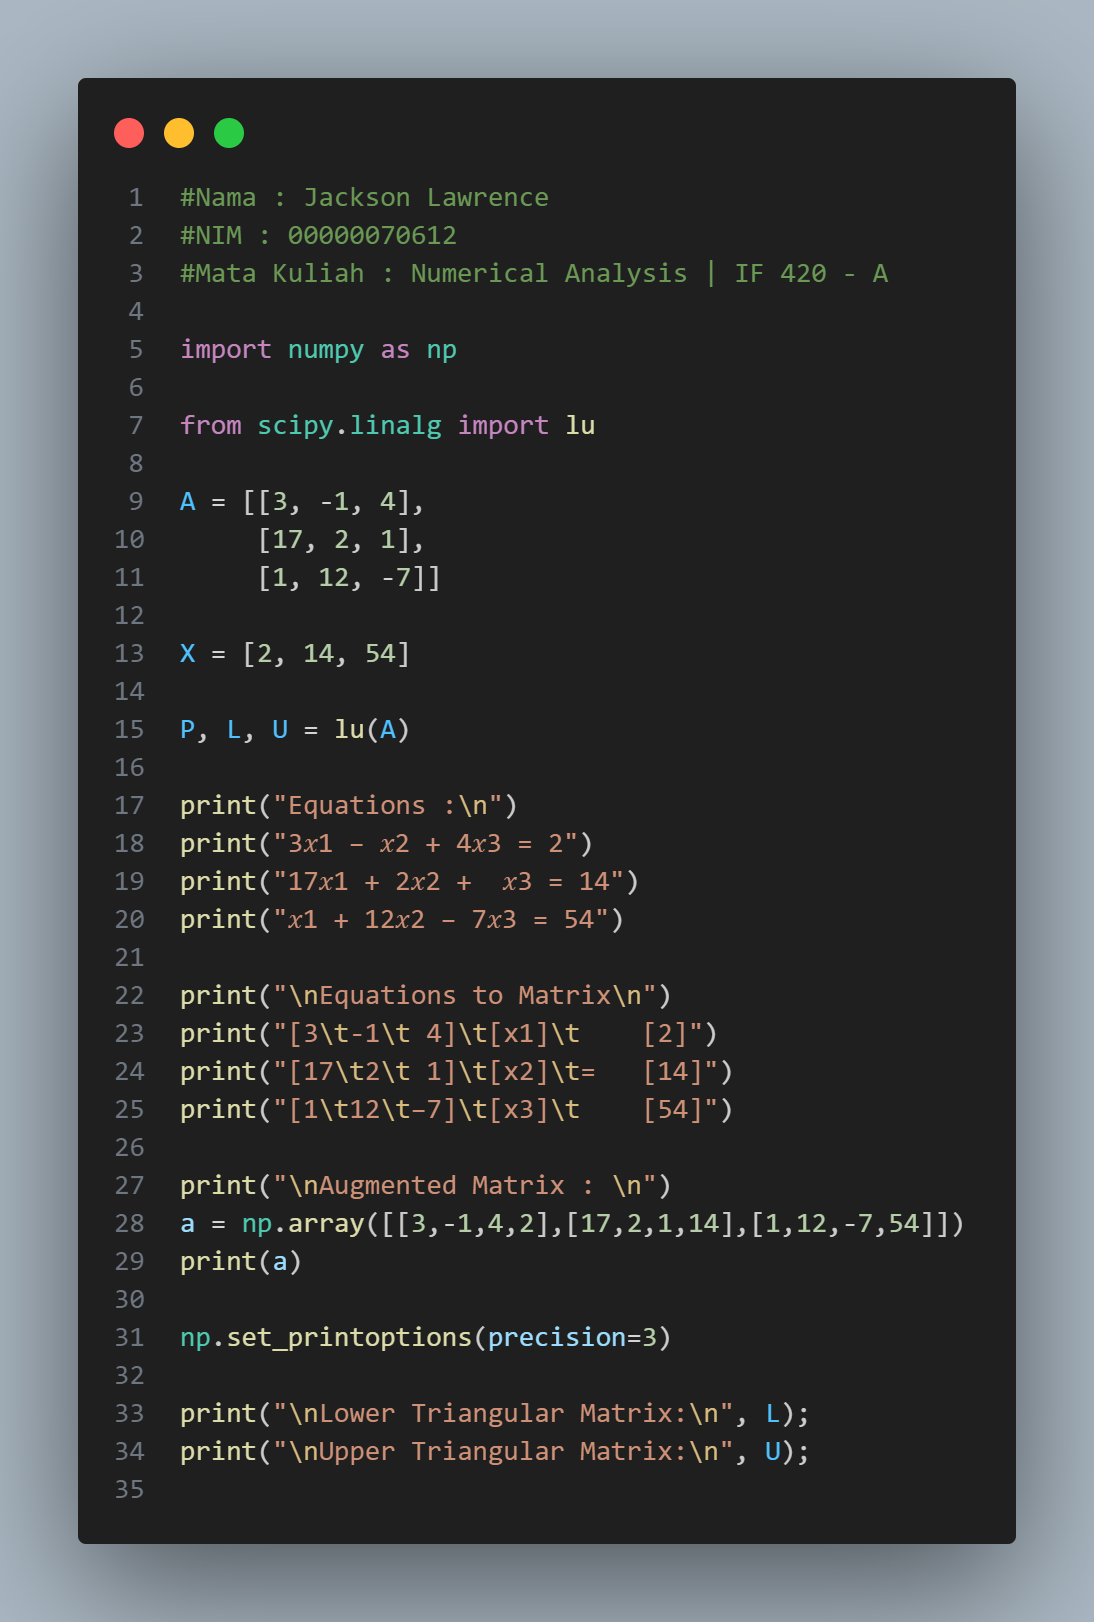 1 #Nama : Jackson Lawrence
2 #NIM : 00000070612
3 #Mata Kuliah : Numerical Analysis | IF 420 - A
4
5 import numpy as np
6
7 from scipy.linalg import lu
8
9 A = [[3, -1, 4],
10      [17, 2, 1],
11      [1, 12, -7]]
12
13 X = [2, 14, 54]
14
15 P, L, U = lu(A)
16
17 print("Equations :\n")
18 print("3𝑥1 − 𝑥2 + 4𝑥3 = 2")
19 print("17𝑥1 + 2𝑥2 +  𝑥3 = 14")
20 print("𝑥1 + 12𝑥2 − 7𝑥3 = 54")
21
22 print("\nEquations to Matrix\n")
23 print("[3\t-1\t 4]\t[x1]\t    [2]")
24 print("[17\t2\t 1]\t[x2]\t=   [14]")
25 print("[1\t12\t−7]\t[x3]\t    [54]")
26
27 print("\nAugmented Matrix : \n")
28 a = np.array([[3,-1,4,2],[17,2,1,14],[1,12,-7,54]])
29 print(a)
30
31 np.set_printoptions(precision=3)
32
33 print("\nLower Triangular Matrix:\n", L);
34 print("\nUpper Triangular Matrix:\n", U);
35